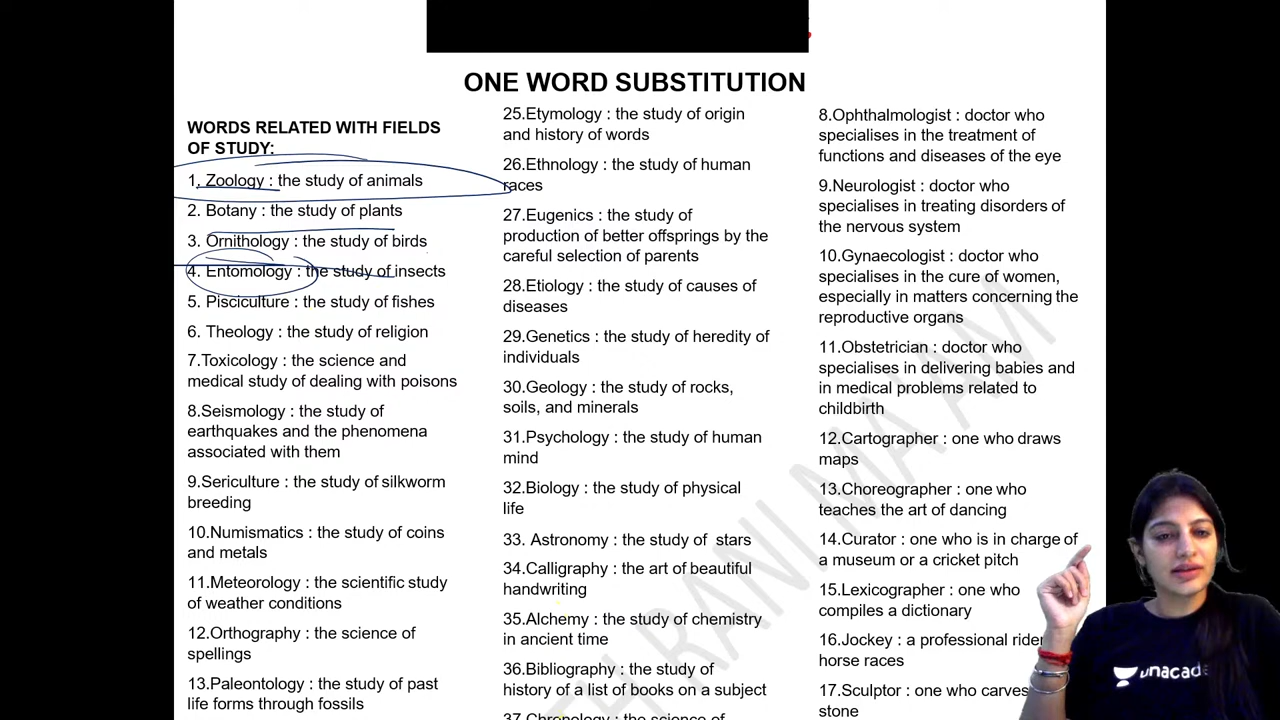 ONE WORD SUBSTITUTION
WORDS RELATED WITH FIELDS
OF STUDY:
1. Zoology : the study of animals
2. Botany : the study of plants
3. Ornithology : the study of birds
4. Entomology : the study of insects
5. Pisciculture : the study of fishes
6. Theology : the study of religion
7.Toxicology : the science and
medical study of dealing with poisons
8.Seismology : the study of
earthquakes and the phenomena
associated with them
9.Sericulture : the study of silkworm
breeding
10.Numismatics : the study of coins
and metals
11.Meteorology : the scientific study
of weather conditions
12.Orthography : the science of
spellings
13.Paleontology : the study of past
life forms through fossils
25.Etymology : the study of origin
and history of words
26.Ethnology : the study of human
races
27.Eugenics : the study of
production of better offsprings by the
careful selection of parents
28.Etiology : the study of causes of
diseases
29.Genetics : the study of heredity of
individuals
30.Geology : the study of rocks,
soils, and minerals
31.Psychology : the study of human
mind
32.Biology : the study of physical
life
33. Astronomy : the study of stars
34.Calligraphy : the art of beautiful
handwriting
35.Alchemy : the study of chemistry
in ancient time
36.Bibliography : the study of
history of a list of books on a subject
37.Chronology : the science of
8.Ophthalmologist : doctor who
specialises in the treatment of
functions and diseases of the eye
9.Neurologist : doctor who
specialises in treating disorders of
the nervous system
10.Gynaecologist : doctor who
specialises in the cure of women,
especially in matters concerning the
reproductive organs
11.Obstetrician : doctor who
specialises in delivering babies and
in medical problems related to
childbirth
12.Cartographer : one who draws
maps
13.Choreographer : one who
teaches the art of dancing
14.Curator : one who is in charge of
a museum or a cricket pitch
15.Lexicographer : one who
compiles a dictionary
16.Jockey : a professional rider
horse races
17.Sculptor : one who carves
stone
RANI MA'AM
unacade